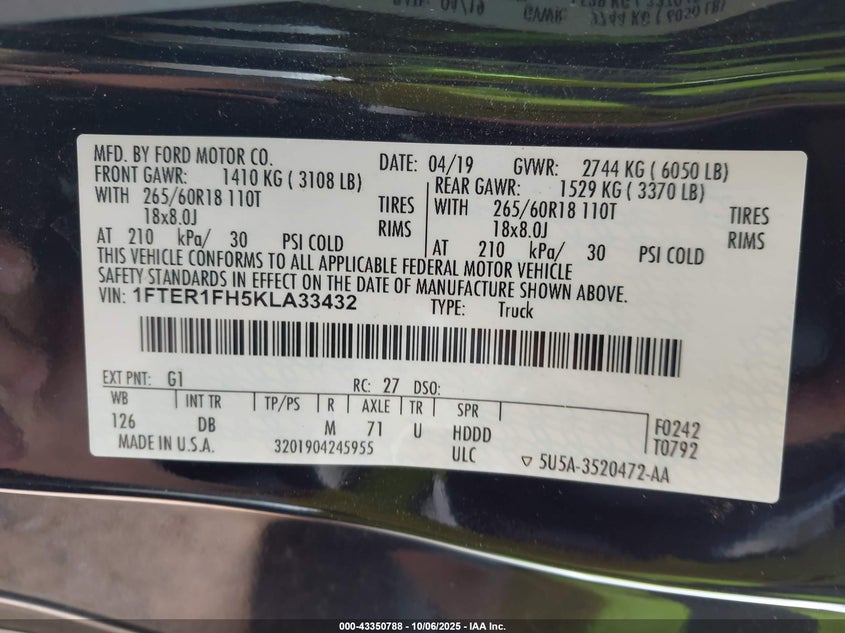 MFD. BY FORD MOTOR CO. DATE: 04/19 GVWR: 2744 KG ( 6050 LB)
FRONT GAWR: 1410 KG ( 3108 LB) REAR GAWR: 1529 KG ( 3370 LB)
WITH 265/60R18 110T TIRES WITH 265/60R18 110T TIRES
18x8.0J RIMS 18x8.0J RIMS
AT 210 kPa/ 30 PSI COLD AT 210 kPa/ 30 PSI COLD
THIS VEHICLE CONFORMS TO ALL APPLICABLE FEDERAL MOTOR VEHICLE
SAFETY STANDARDS IN EFFECT ON THE DATE OF MANUFACTURE SHOWN ABOVE.
VIN: 1FTER1FH5KLA33432 TYPE: Truck
EXT PNT: G1 RC: 27 DSO:
WB INT TR TP/PS R AXLE TR SPR
126 DB M 71 U HDDD F0242
MADE IN U.S.A. 3201904245955 ULC T0792
▽ 5U5A-3520472-AA
000-43350788 - 10/06/2025 - IAA Inc.